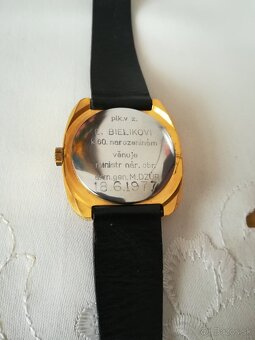 plk.v z.
BIELIKOVI
k 60. narozeninám
věnuje
ministr nár. obr.
arm.gen. M.DZÚR
18.6.1977